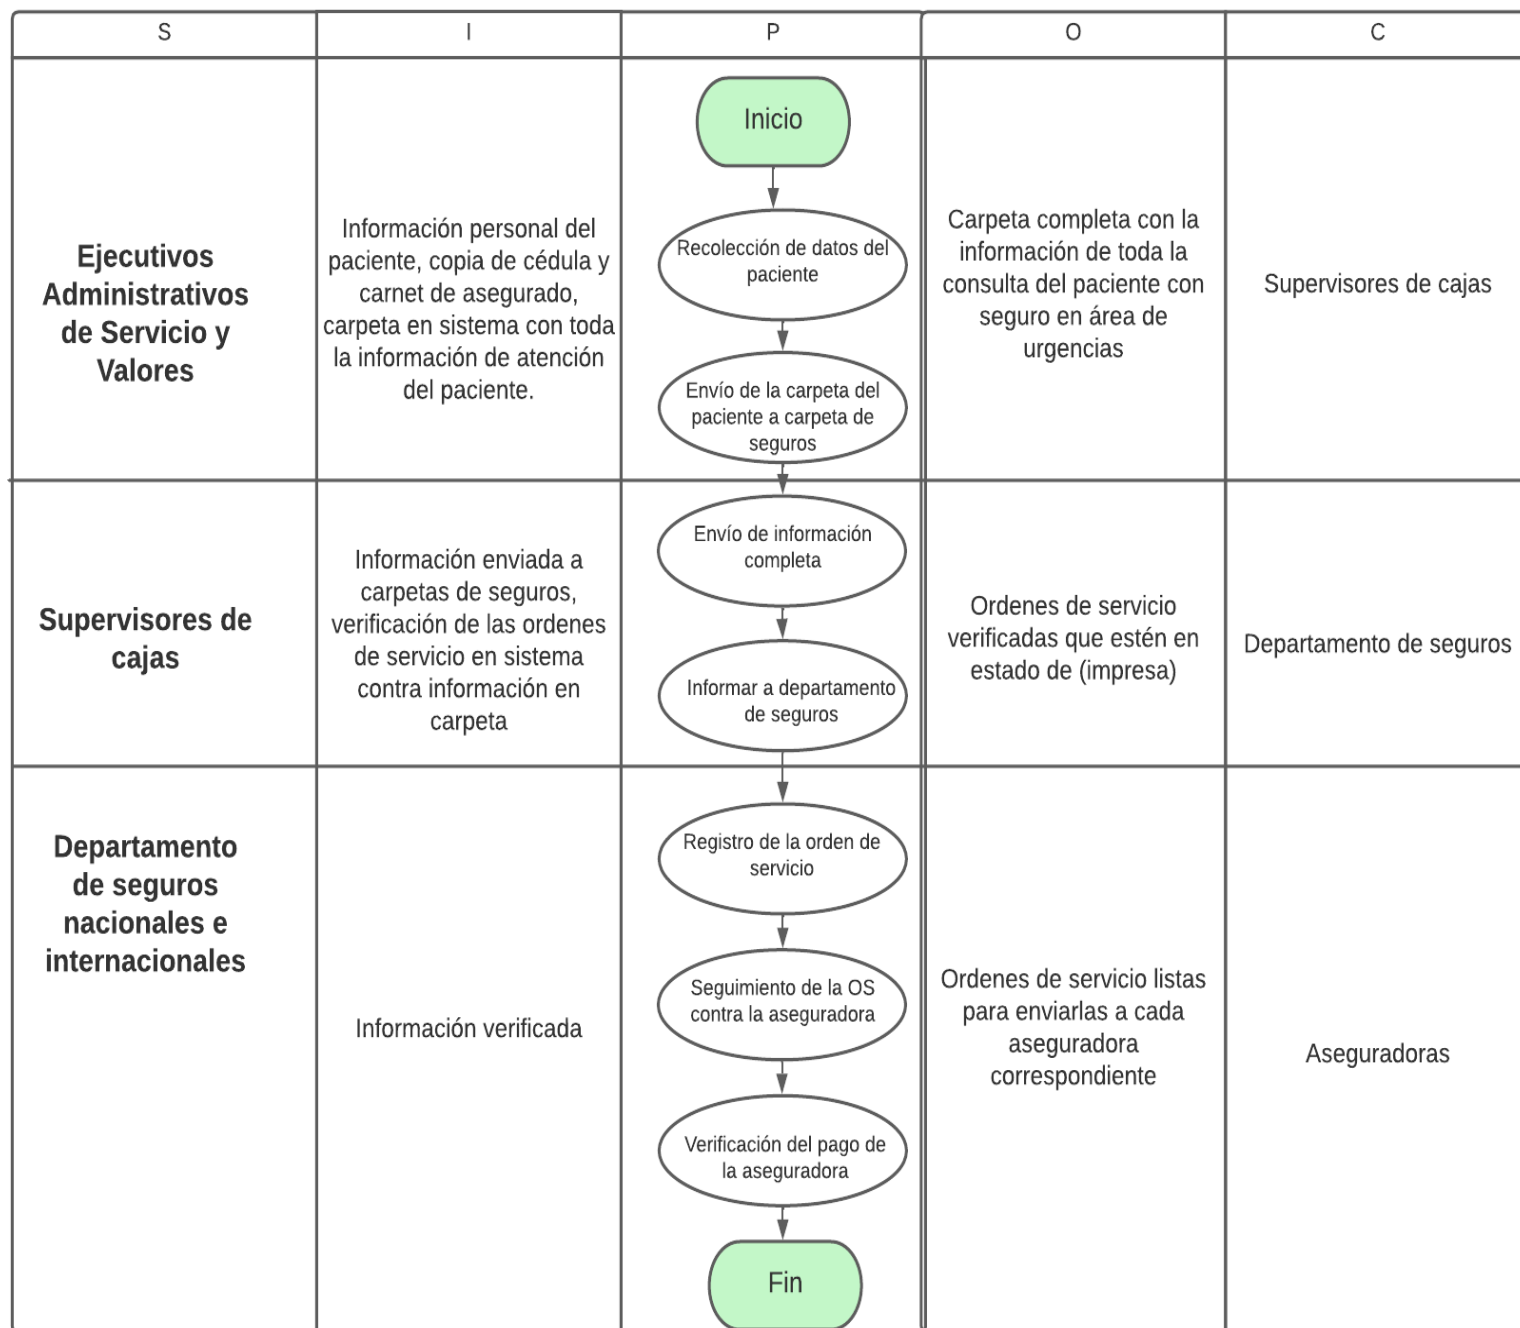 S
I
P
O
C
Ejecutivos
Administrativos
de Servicio y
Valores
Información personal del
paciente, copia de cédula y
carnet de asegurado,
carpeta en sistema con toda
la información de atención
del paciente.
Inicio
Recolección de datos del
paciente
Envío de la carpeta del
paciente a carpeta de
seguros
Carpeta completa con la
información de toda la
consulta del paciente con
seguro en área de
urgencias
Supervisores de cajas
Supervisores de
cajas
Información enviada a
carpetas de seguros,
verificación de las ordenes
de servicio en sistema
contra información en
carpeta
Envío de información
completa
Informar a departamento
de seguros
Ordenes de servicio
verificadas que estén en
estado de (impresa)
Departamento de seguros
Departamento
de seguros
nacionales e
internacionales
Información verificada
Registro de la orden de
servicio
Seguimiento de la OS
contra la aseguradora
Verificación del pago de
la aseguradora
Fin
Ordenes de servicio listas
para enviarlas a cada
aseguradora
correspondiente
Aseguradoras